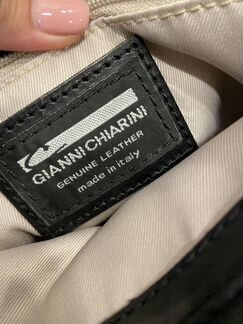 GIANNI CHIARINI
GENUINE LEATHER
made in italy